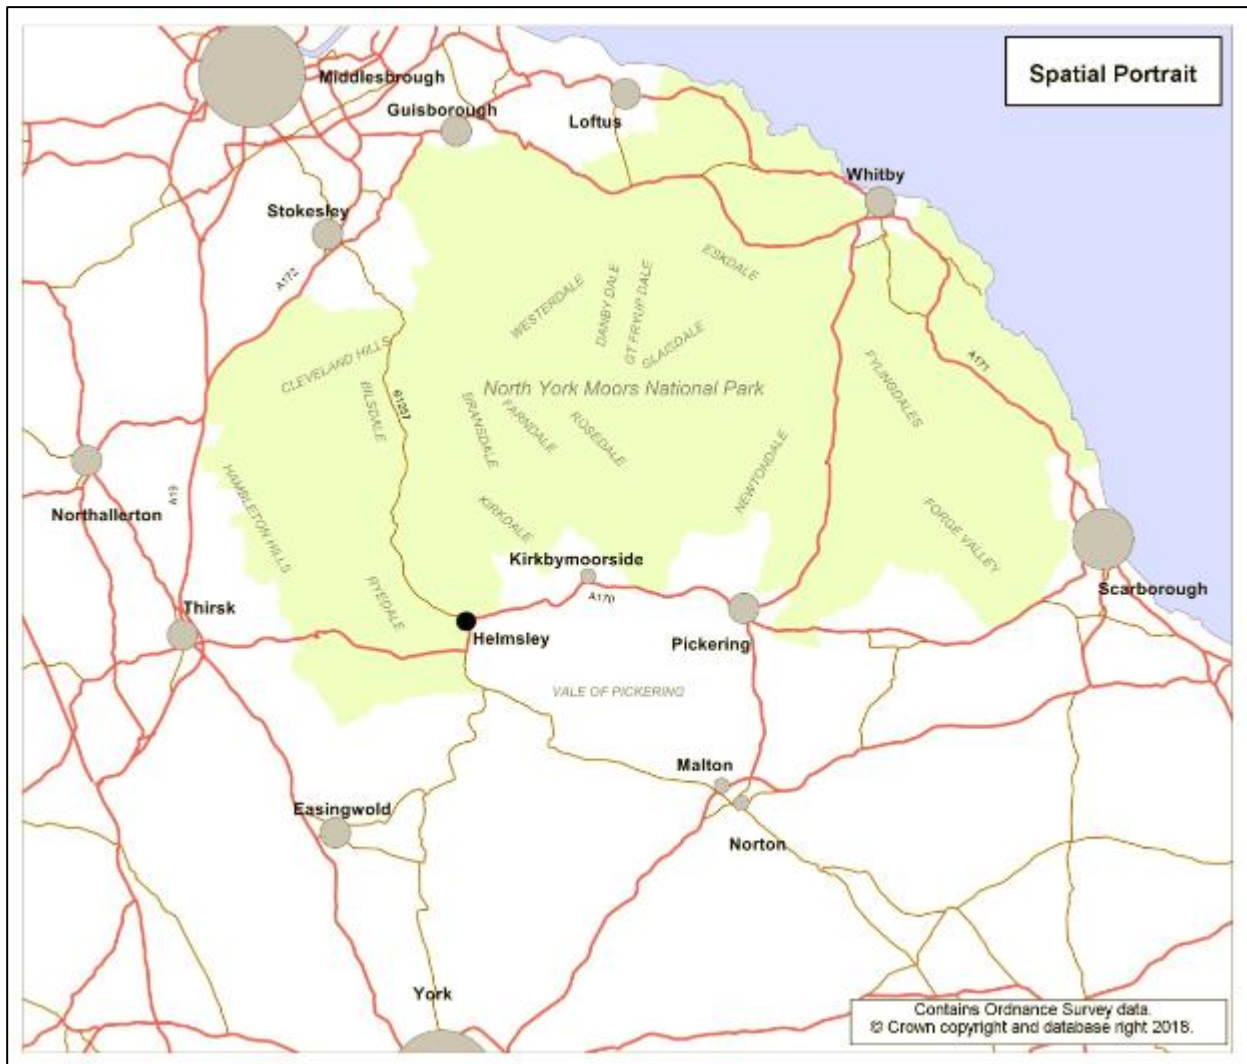 Spatial Portrait
Middlesbrough
Guisborough
Loftus
Whitby
Stokesley
A172
ESKDALE
WESTERDALE
DANBY DALE
GT FRYUP DALE
GLAISDALE
CLEVELAND HILLS
BILSDALE
B1257
North York Moors National Park
BRANSDALE
FARNDALE
ROSEDALE
FYLINGDALES
A171
NEWTONDALE
Northallerton
A19
HAMBLETON HILLS
KIRKDALE
FORGE VALLEY
Kirkbymoorside
A170
Scarborough
Thirsk
RYEDALE
Helmsley
Pickering
VALE OF PICKERING
Malton
Easingwold
Norton
York
Contains Ordnance Survey data.
© Crown copyright and database right 2018.